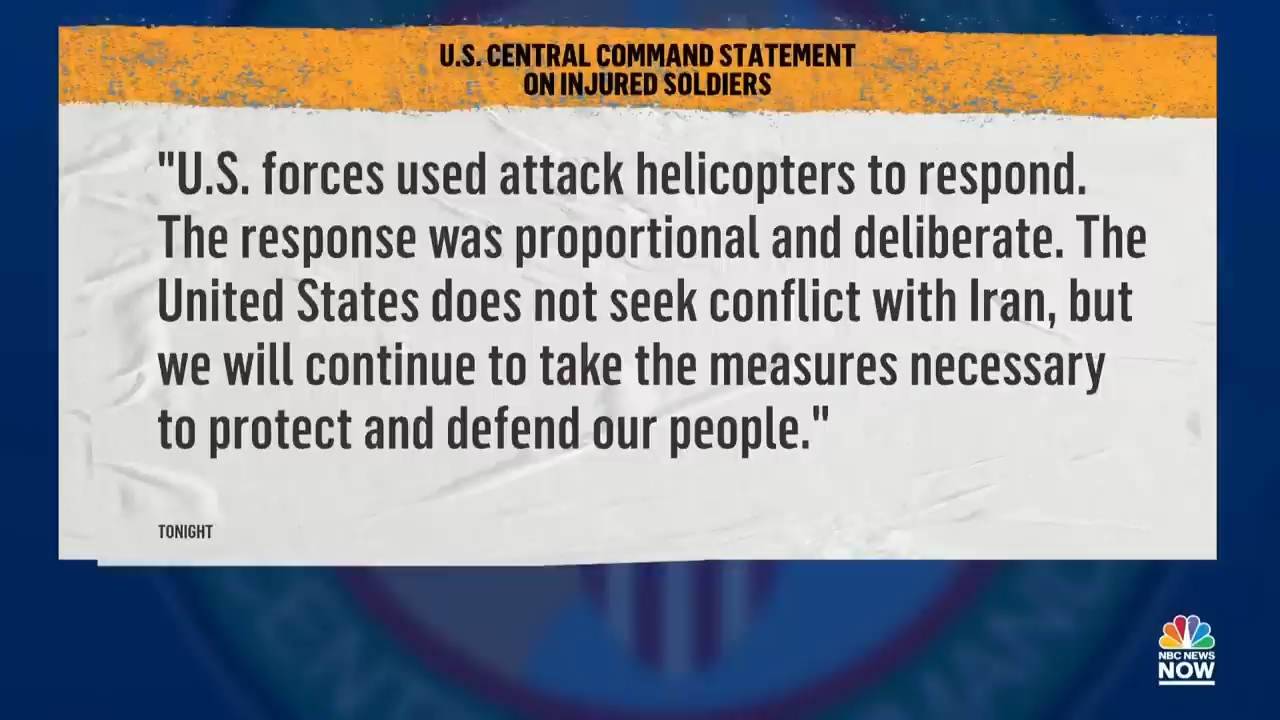 U.S. CENTRAL COMMAND STATEMENT
ON INJURED SOLDIERS
"U.S. forces used attack helicopters to respond.
The response was proportional and deliberate. The
United States does not seek conflict with Iran, but
we will continue to take the measures necessary
to protect and defend our people."
TONIGHT
NBC NEWS
NOW